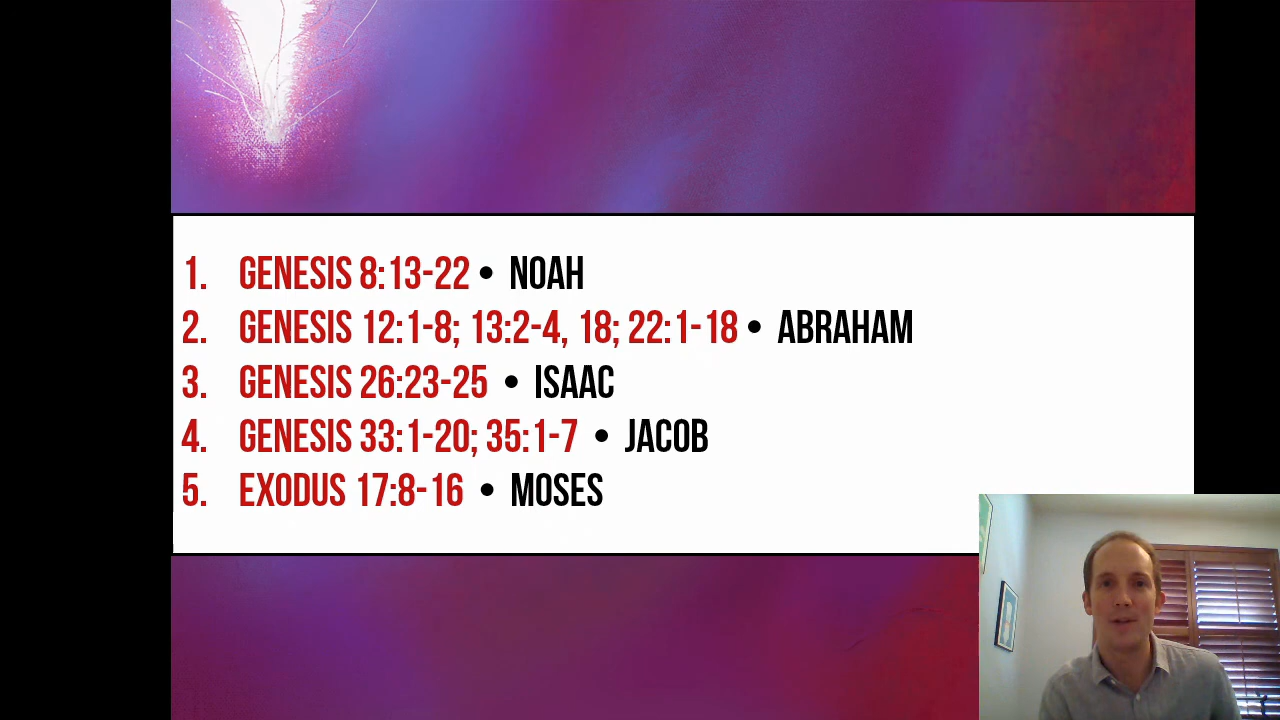 1. GENESIS 8:13-22 • NOAH
2. GENESIS 12:1-8; 13:2-4, 18; 22:1-18 • ABRAHAM
3. GENESIS 26:23-25 • ISAAC
4. GENESIS 33:1-20; 35:1-7 • JACOB
5. EXODUS 17:8-16 • MOSES